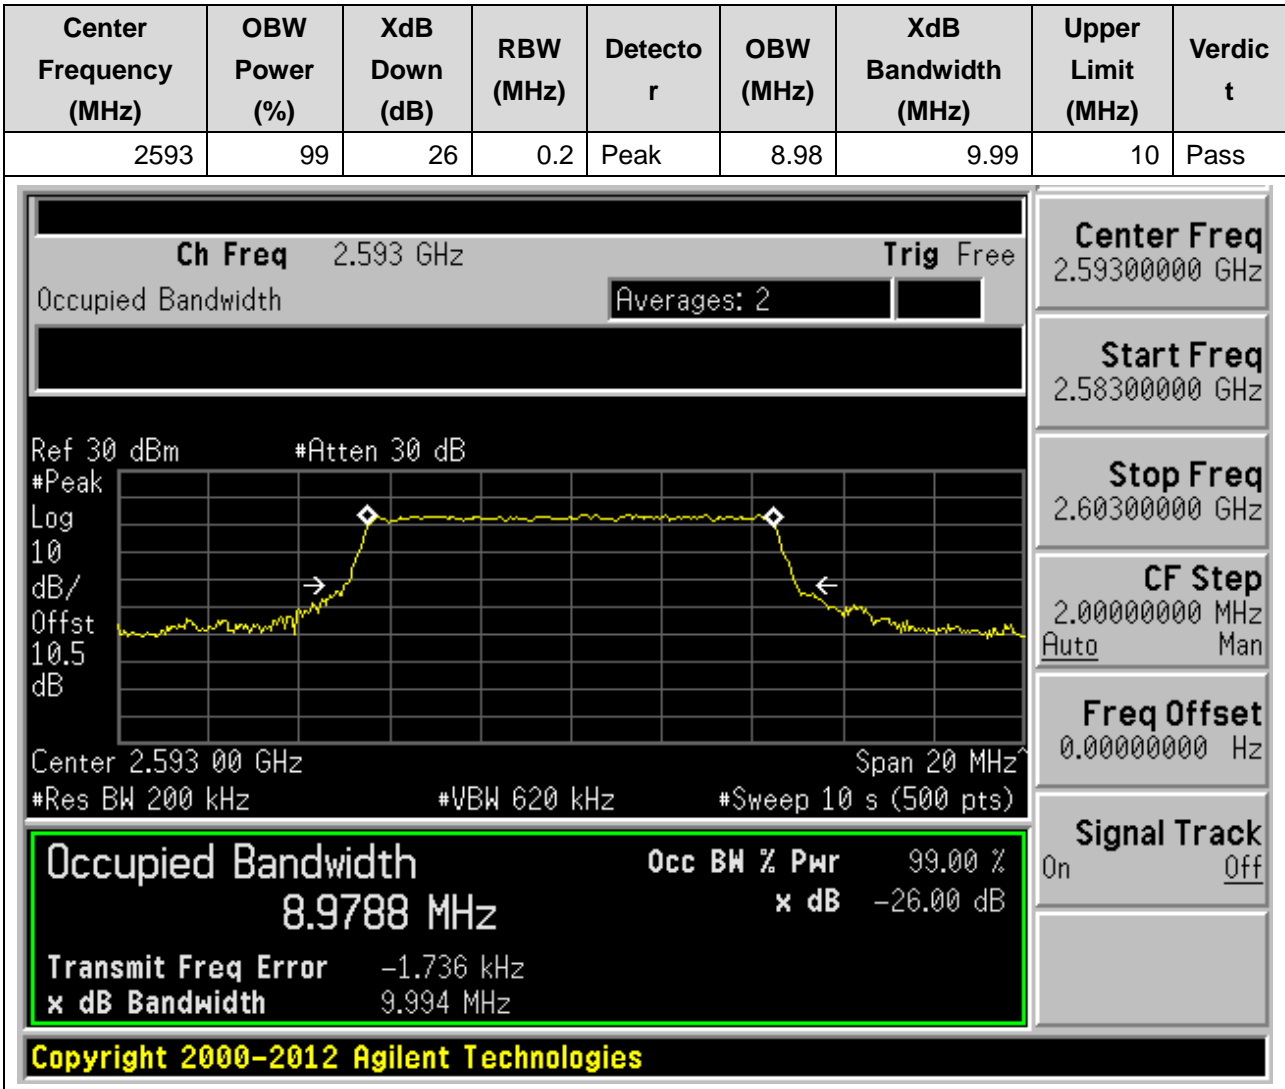 Center Frequency (MHz) OBW Power (%) XdB Down (dB) RBW (MHz) Detecto r OBW (MHz) XdB Bandwidth (MHz) Upper Limit (MHz) Verdic t
2593 99 26 0.2 Peak 8.98 9.99 10 Pass
Ch Freq 2.593 GHz Trig Free
Occupied Bandwidth Averages: 2
Ref 30 dBm #Atten 30 dB
#Peak
Log
10
dB/
Offst
10.5
dB
Center 2.593 00 GHz Span 20 MHz^
#Res BW 200 kHz #VBW 620 kHz #Sweep 10 s (500 pts)
Occupied Bandwidth
8.9788 MHz
Occ BW % Pwr 99.00 %
x dB -26.00 dB
Transmit Freq Error -1.736 kHz
x dB Bandwidth 9.994 MHz
Center Freq
2.59300000 GHz
Start Freq
2.58300000 GHz
Stop Freq
2.60300000 GHz
CF Step
2.00000000 MHz
Auto Man
Freq Offset
0.00000000 Hz
Signal Track
On Off
Copyright 2000-2012 Agilent Technologies